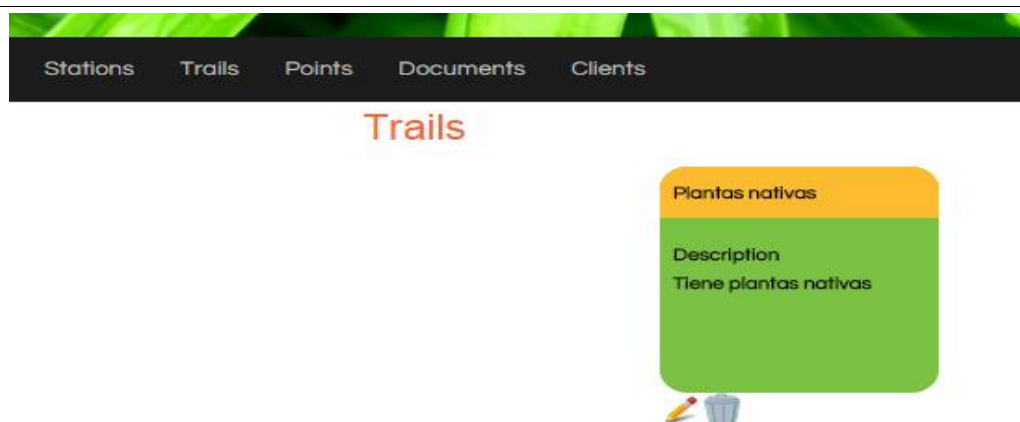 Stations Trails Points Documents Clients
Trails
Plantas nativas
Description
Tiene plantas nativas